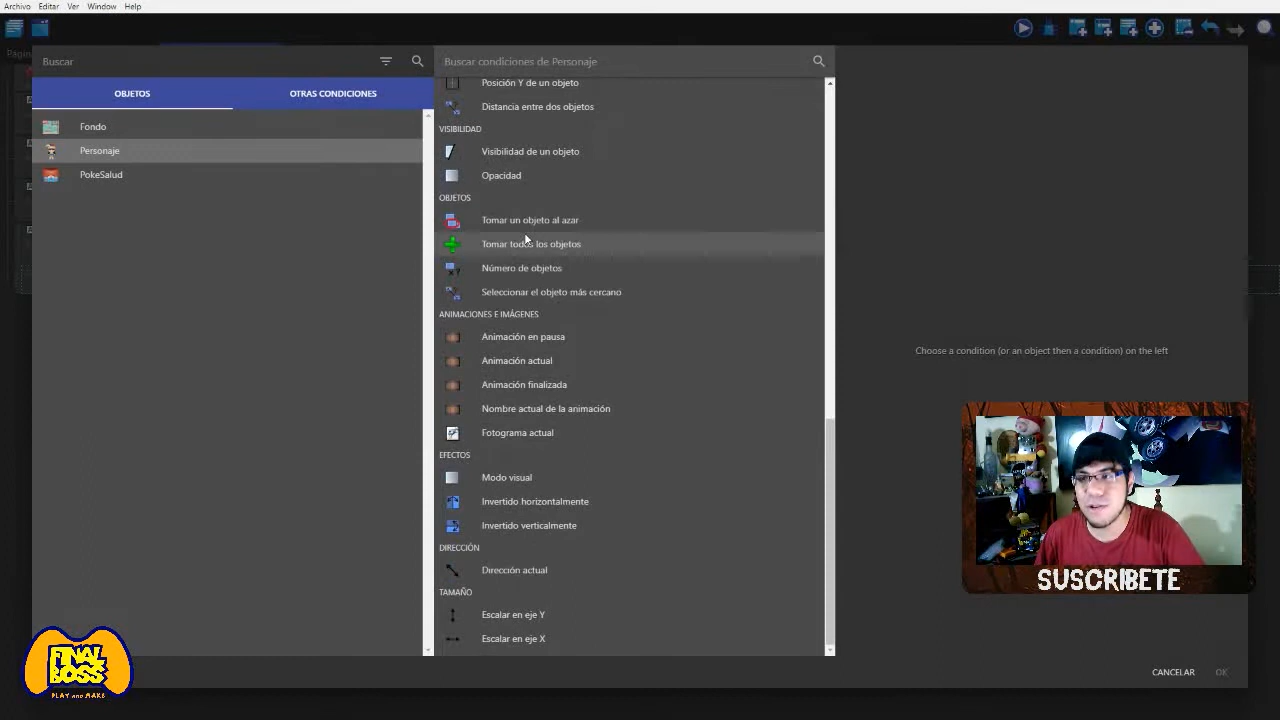 Archivo Editar Ver Window Help
Buscar
Buscar condiciones de Personaje
OBJETOS
OTRAS CONDICIONES
Fondo
Personaje
PokeSalud
Posición Y de un objeto
Distancia entre dos objetos
VISIBILIDAD
Visibilidad de un objeto
Opacidad
OBJETOS
Tomar un objeto al azar
Tomar todos los objetos
Número de objetos
Seleccionar el objeto más cercano
ANIMACIONES E IMÁGENES
Animación en pausa
Animación actual
Animación finalizada
Nombre actual de la animación
Fotograma actual
EFECTOS
Modo visual
Invertido horizontalmente
Invertido verticalmente
DIRECCIÓN
Dirección actual
TAMAÑO
Escalar en eje Y
Escalar en eje X
Choose a condition (or an object then a condition) on the left
SUSCRIBETE
CANCELAR
OK
FINAL
BOSS
PLAY and MAKE